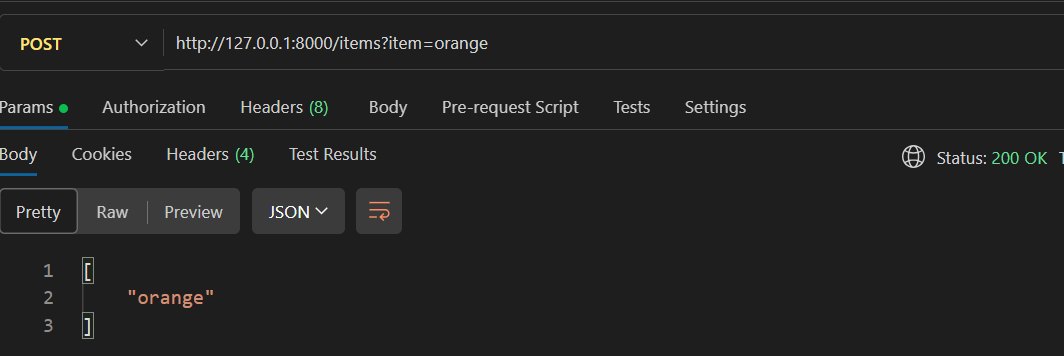 POST http://127.0.0.1:8000/items?item=orange
Params Authorization Headers (8) Body Pre-request Script Tests Settings
Body Cookies Headers (4) Test Results Status: 200 OK T
Pretty Raw Preview JSON
1 [
2 "orange"
3 ]